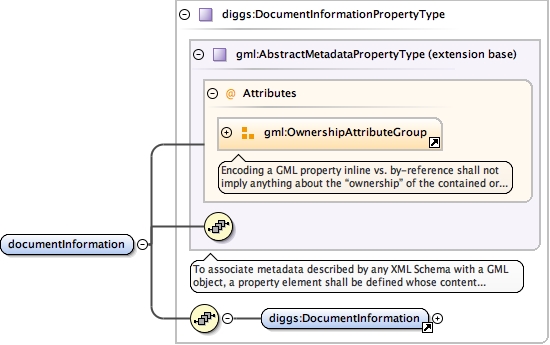 diggs:DocumentInformationPropertyType
gml:AbstractMetadataPropertyType (extension base)
@ Attributes
gml:OwnershipAttributeGroup
Encoding a GML property inline vs. by-reference shall not
imply anything about the “ownership” of the contained or...
documentInformation
To associate metadata described by any XML Schema with a GML
object, a property element shall be defined whose content...
diggs:DocumentInformation